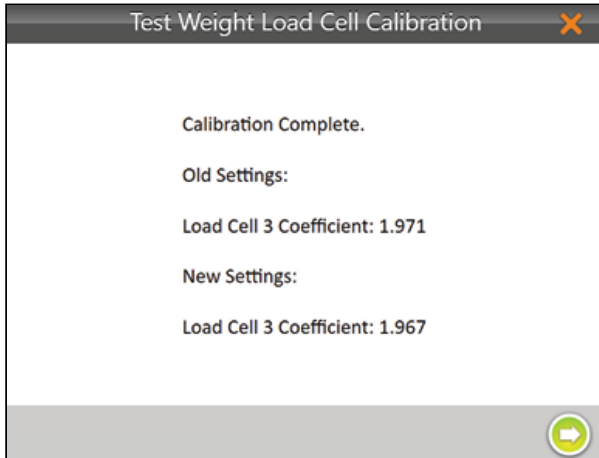 Test Weight Load Cell Calibration
Calibration Complete.
Old Settings:
Load Cell 3 Coefficient: 1.971
New Settings:
Load Cell 3 Coefficient: 1.967